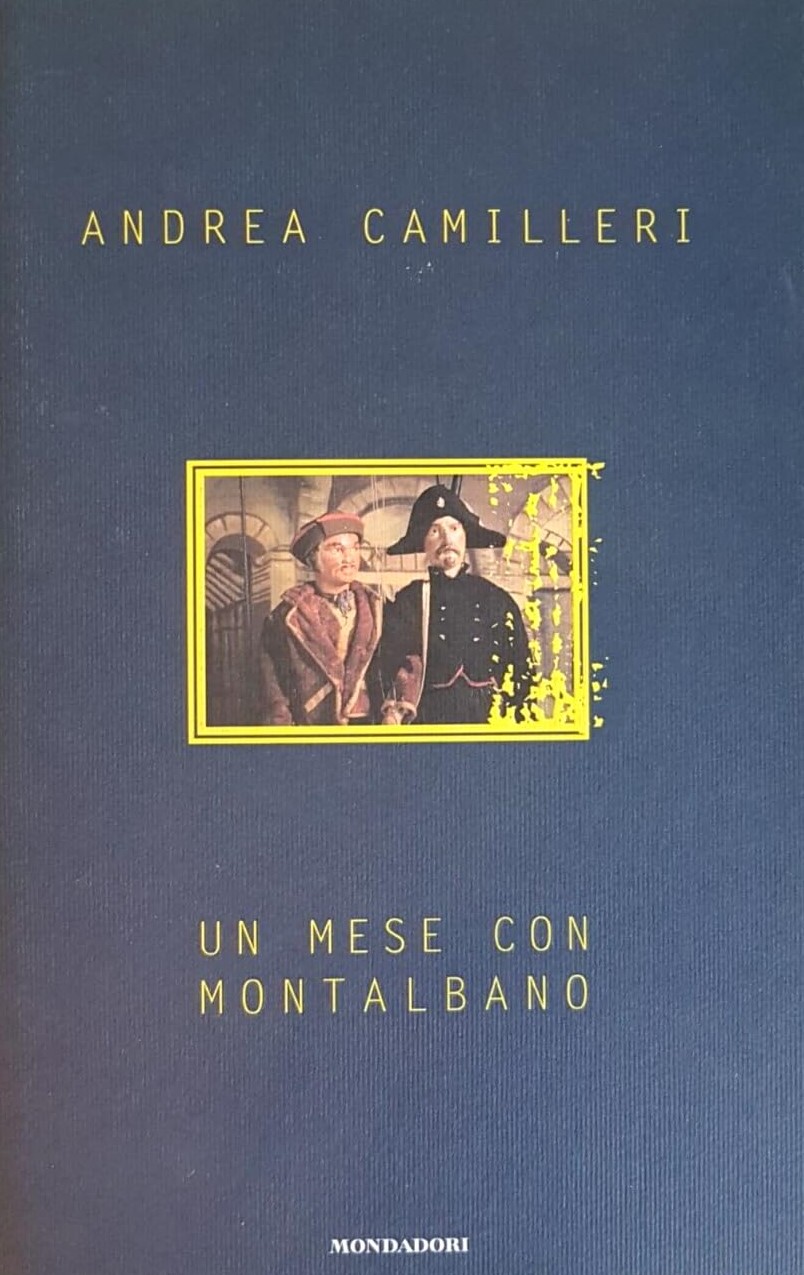 ANDREA CAMILLERI
UN MESE CON
MONTALBANO
MONDADORI